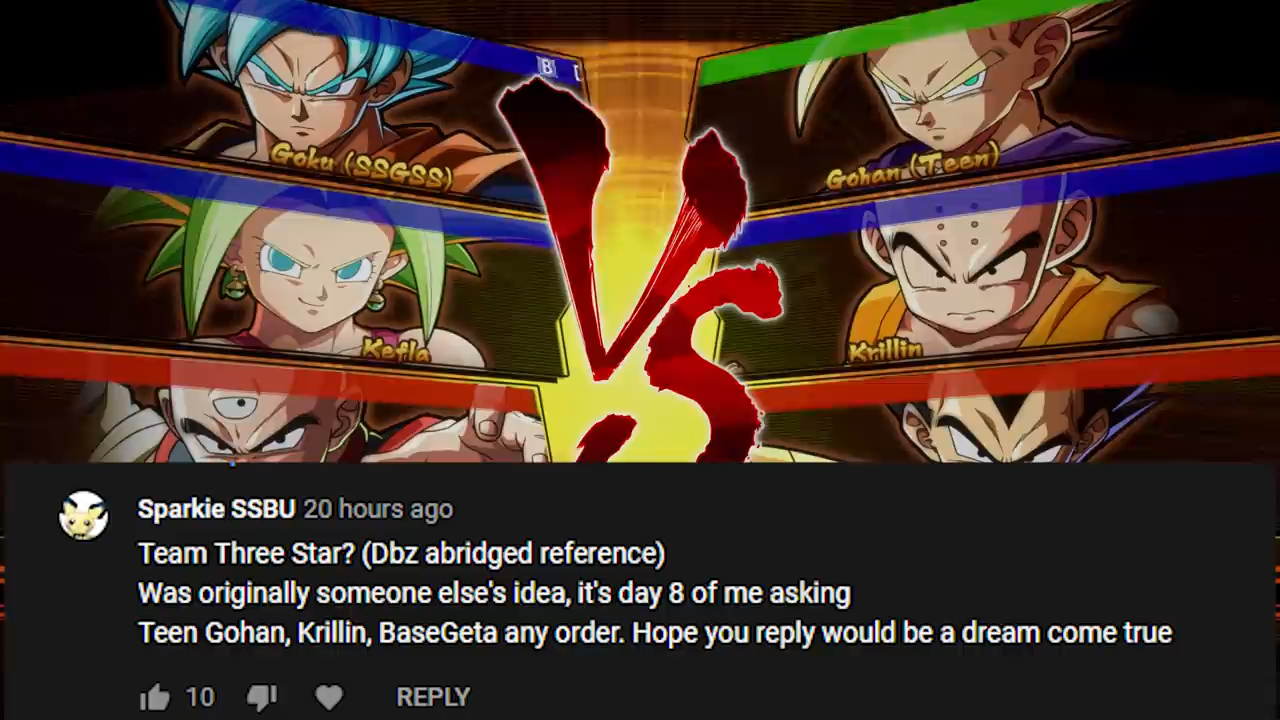 B
Goku (SSGSS)
Gohan (Teen)
VS
Kefla
Krillin
Sparkie SSBU 20 hours ago
Team Three Star? (Dbz abridged reference)
Was originally someone else's idea, it's day 8 of me asking
Teen Gohan, Krillin, BaseGeta any order. Hope you reply would be a dream come true
10 REPLY